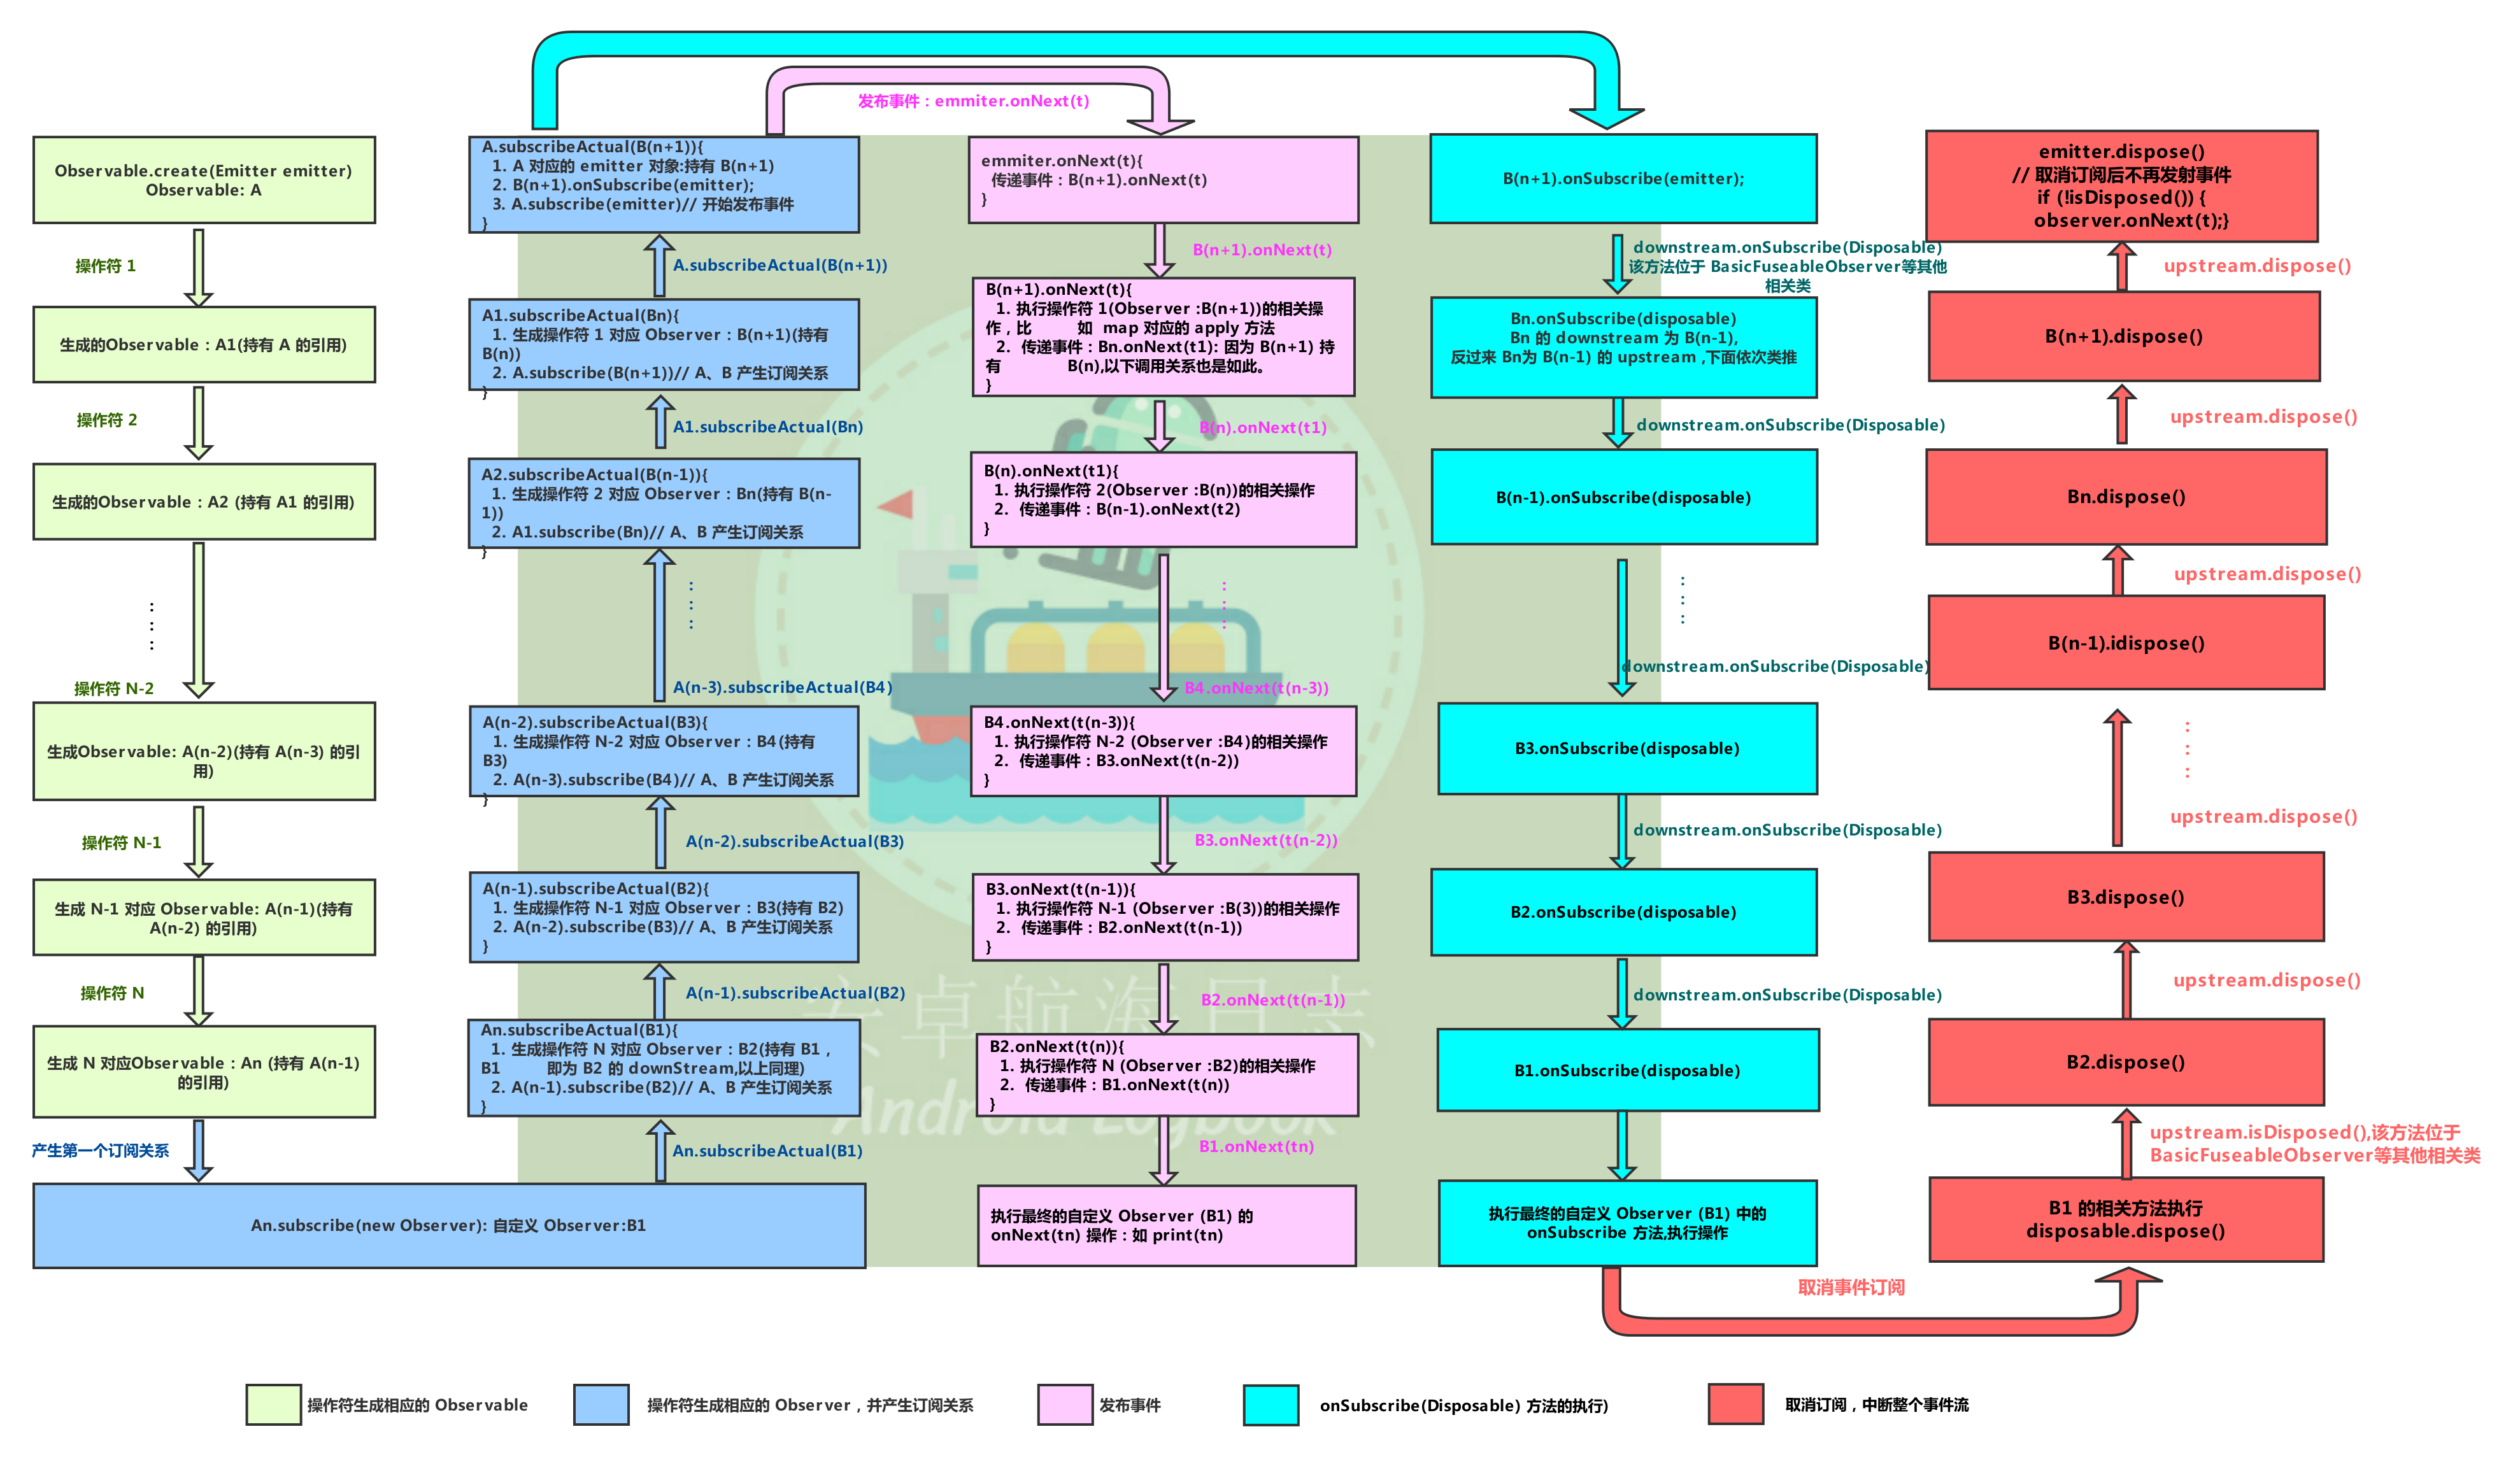 发布事件：emmiter.onNext(t)
Observable.create(Emitter emitter)
Observable: A
操作符 1
生成的Observable：A1(持有 A 的引用)
操作符 2
生成的Observable：A2 (持有 A1 的引用)
操作符 N-2
生成Observable: A(n-2)(持有 A(n-3) 的引
用)
操作符 N-1
生成 N-1 对应 Observable: A(n-1)(持有
A(n-2) 的引用)
操作符 N
生成 N 对应Observable：An (持有 A(n-1)
的引用)
产生第一个订阅关系
An.subscribe(new Observer): 自定义 Observer:B1
A.subscribeActual(B(n+1)){
1. A 对应的 emitter 对象:持有 B(n+1)
2. B(n+1).onSubscribe(emitter);
3. A.subscribe(emitter)// 开始发布事件
}
A.subscribeActual(B(n+1))
A1.subscribeActual(Bn){
1. 生成操作符 1 对应 Observer：B(n+1)(持有
B(n))
2. A.subscribe(B(n+1))// A、B 产生订阅关系
}
A1.subscribeActual(Bn)
A2.subscribeActual(B(n-1)){
1. 生成操作符 2 对应 Observer：Bn(持有 B(n-
1))
2. A1.subscribe(Bn)// A、B 产生订阅关系
}
A(n-3).subscribeActual(B4)
A(n-2).subscribeActual(B3){
1. 生成操作符 N-2 对应 Observer：B4(持有
B3)
2. A(n-3).subscribe(B4)// A、B 产生订阅关系
}
A(n-2).subscribeActual(B3)
A(n-1).subscribeActual(B2){
1. 生成操作符 N-1 对应 Observer：B3(持有 B2)
2. A(n-2).subscribe(B3)// A、B 产生订阅关系
}
A(n-1).subscribeActual(B2)
An.subscribeActual(B1){
1. 生成操作符 N 对应 Observer：B2(持有 B1，
B1 即为 B2 的 downStream,以上同理)
2. A(n-1).subscribe(B2)// A、B 产生订阅关系
}
An.subscribeActual(B1)
emmiter.onNext(t){
传递事件：B(n+1).onNext(t)
}
B(n+1).onNext(t)
B(n+1).onNext(t){
1. 执行操作符 1(Observer :B(n+1))的相关操
作，比 如 map 对应的 apply 方法
2. 传递事件：Bn.onNext(t1): 因为 B(n+1) 持
有 B(n),以下调用关系也是如此。
}
B(n).onNext(t1)
B(n).onNext(t1){
1. 执行操作符 2(Observer :B(n))的相关操作
2. 传递事件：B(n-1).onNext(t2)
}
B4.onNext(t(n-3))
B4.onNext(t(n-3)){
1. 执行操作符 N-2 (Observer :B4)的相关操作
2. 传递事件：B3.onNext(t(n-2))
}
B3.onNext(t(n-2))
B3.onNext(t(n-1)){
1. 执行操作符 N-1 (Observer :B(3))的相关操作
2. 传递事件：B2.onNext(t(n-1))
}
B2.onNext(t(n-1))
B2.onNext(t(n)){
1. 执行操作符 N (Observer :B2)的相关操作
2. 传递事件：B1.onNext(t(n))
}
B1.onNext(tn)
执行最终的自定义 Observer (B1) 的
onNext(tn) 操作：如 print(tn)
安卓航海日志
Android Logbook
B(n+1).onSubscribe(emitter);
downstream.onSubscribe(Disposable)
该方法位于 BasicFuseableObserver等其他
相关类
Bn.onSubscribe(disposable)
Bn 的 downstream 为 B(n-1),
反过来 Bn为 B(n-1) 的 upstream ,下面依次类推
downstream.onSubscribe(Disposable)
B(n-1).onSubscribe(disposable)
downstream.onSubscribe(Disposable)
B3.onSubscribe(disposable)
downstream.onSubscribe(Disposable)
B2.onSubscribe(disposable)
downstream.onSubscribe(Disposable)
B1.onSubscribe(disposable)
执行最终的自定义 Observer (B1) 中的
onSubscribe 方法,执行操作
取消事件订阅
emitter.dispose()
// 取消订阅后不再发射事件
if (!isDisposed()) {
observer.onNext(t);}
upstream.dispose()
B(n+1).dispose()
upstream.dispose()
Bn.dispose()
upstream.dispose()
B(n-1).idispose()
upstream.dispose()
B3.dispose()
upstream.dispose()
B2.dispose()
upstream.isDisposed(),该方法位于
BasicFuseableObserver等其他相关类
B1 的相关方法执行
disposable.dispose()
操作符生成相应的 Observable
操作符生成相应的 Observer，并产生订阅关系
发布事件
onSubscribe(Disposable) 方法的执行)
取消订阅，中断整个事件流